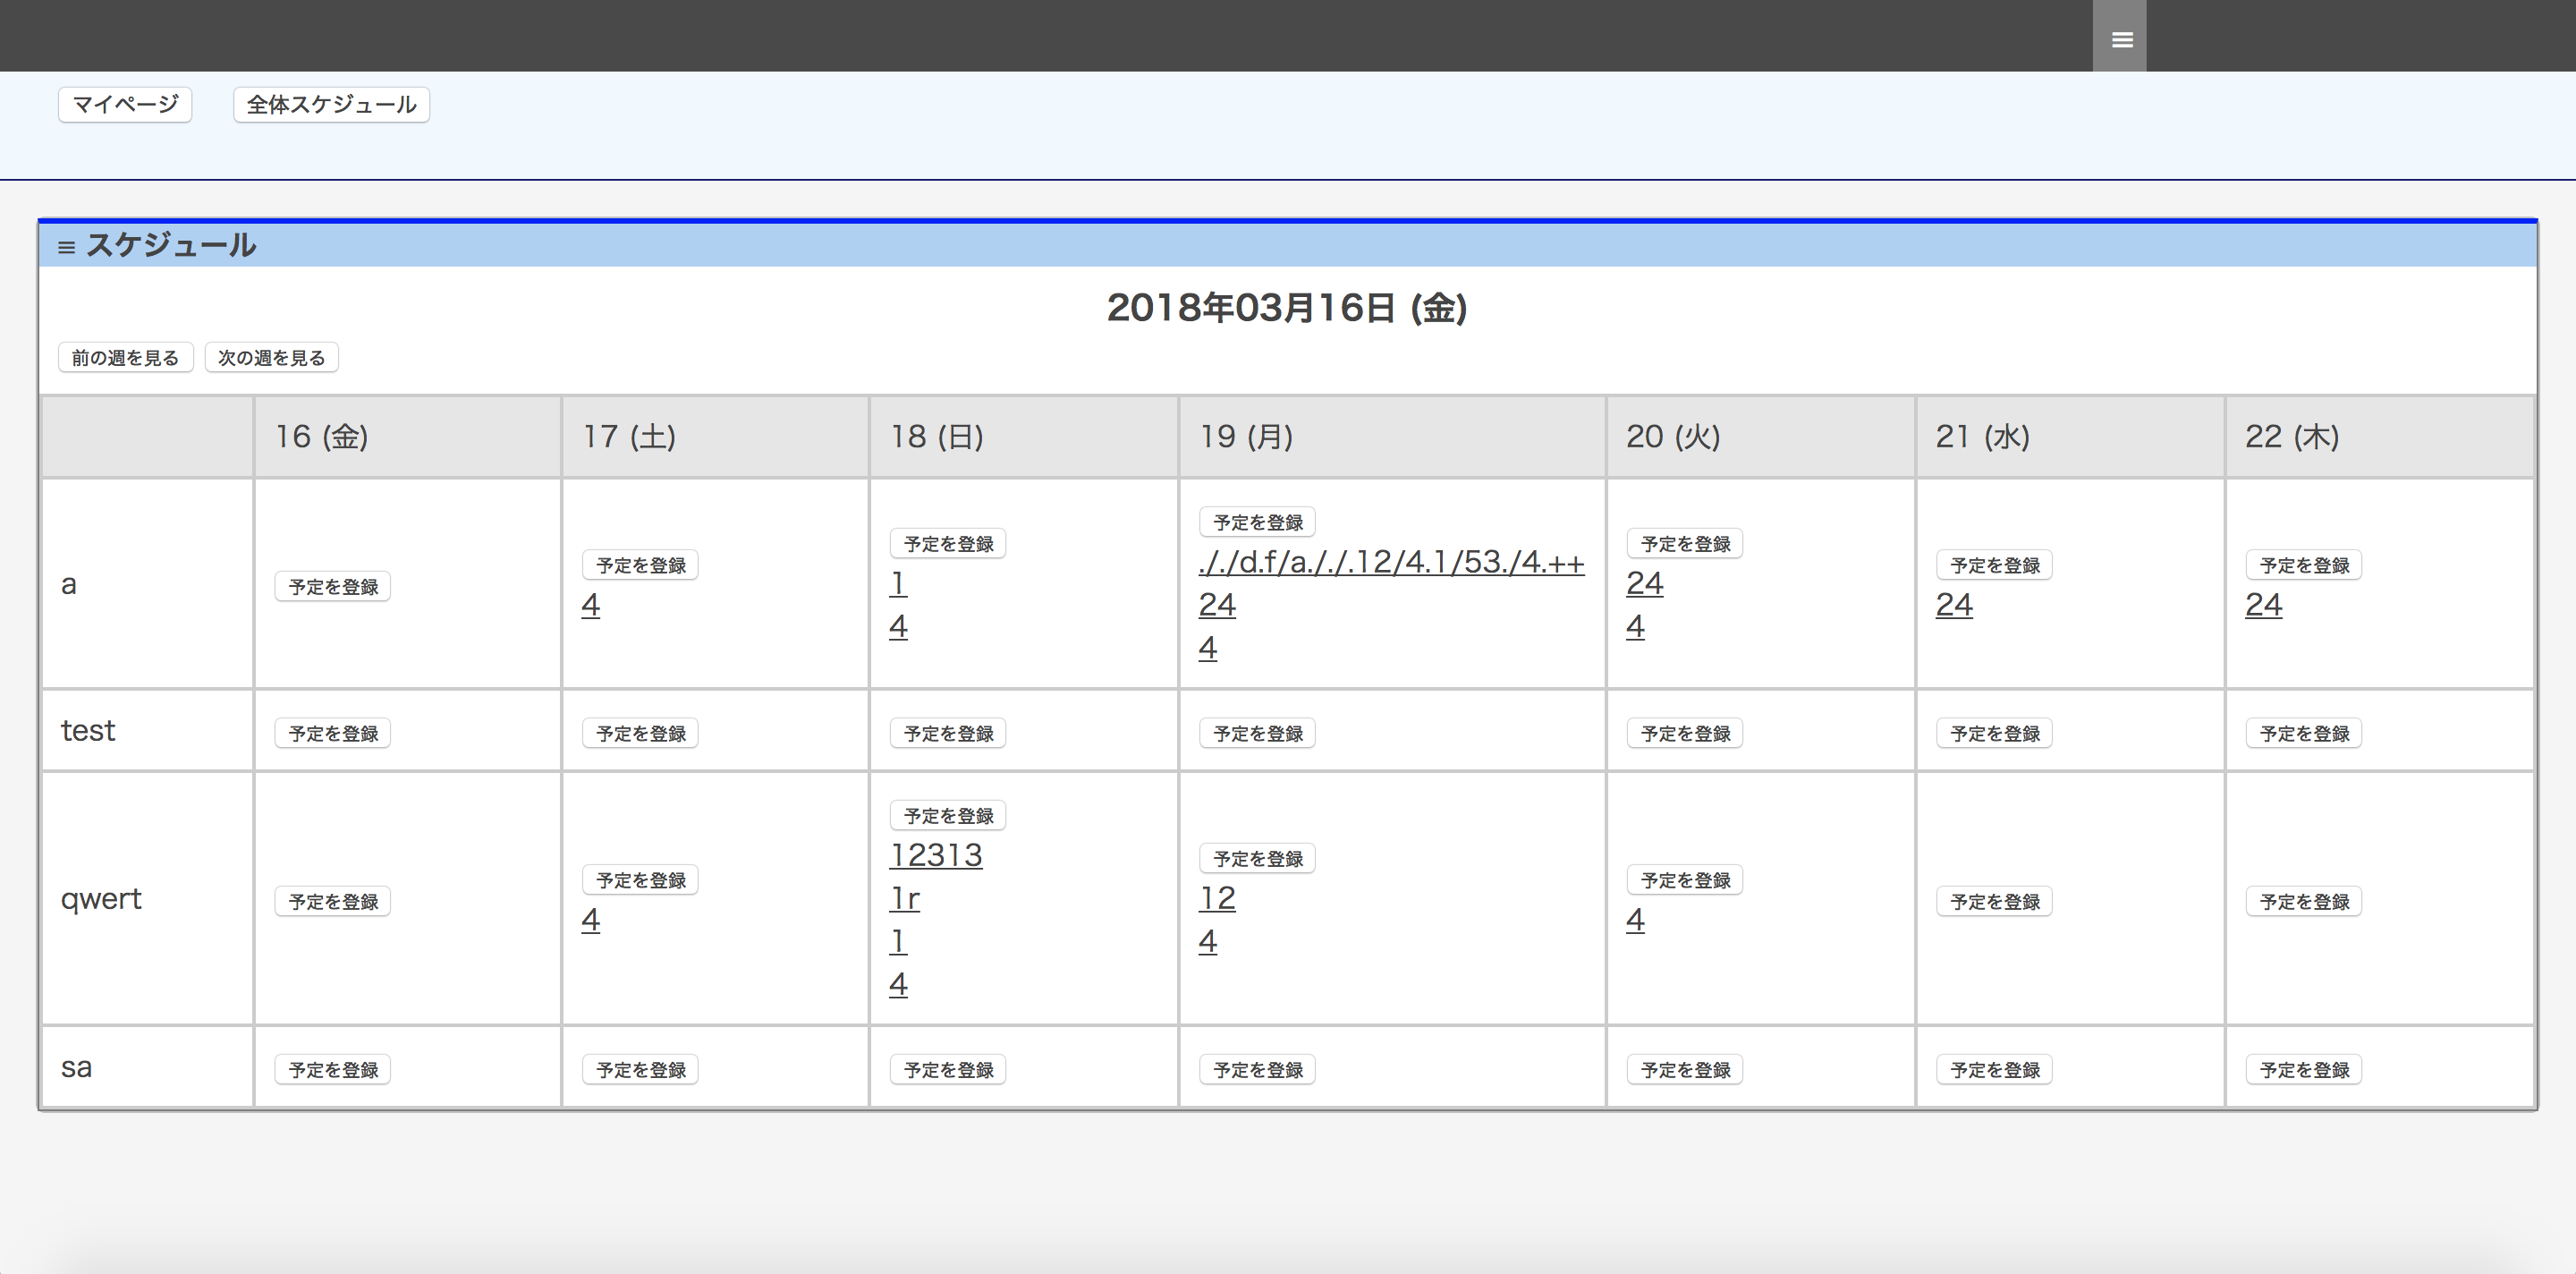 ≡
マイページ 全体スケジュール
≡ スケジュール
2018年03月16日 (金)
前の週を見る 次の週を見る
16 (金) 17 (土) 18 (日) 19 (月) 20 (火) 21 (水) 22 (木)
a
予定を登録
予定を登録
4
予定を登録
1
4
予定を登録
././d.f/a././.12/4.1/53./4.++
24
4
予定を登録
24
4
予定を登録
24
予定を登録
24
test 予定を登録 予定を登録 予定を登録 予定を登録 予定を登録 予定を登録 予定を登録
qwert
予定を登録
予定を登録
4
予定を登録
12313
1r
1
4
予定を登録
12
4
予定を登録
4
予定を登録
予定を登録
sa 予定を登録 予定を登録 予定を登録 予定を登録 予定を登録 予定を登録 予定を登録